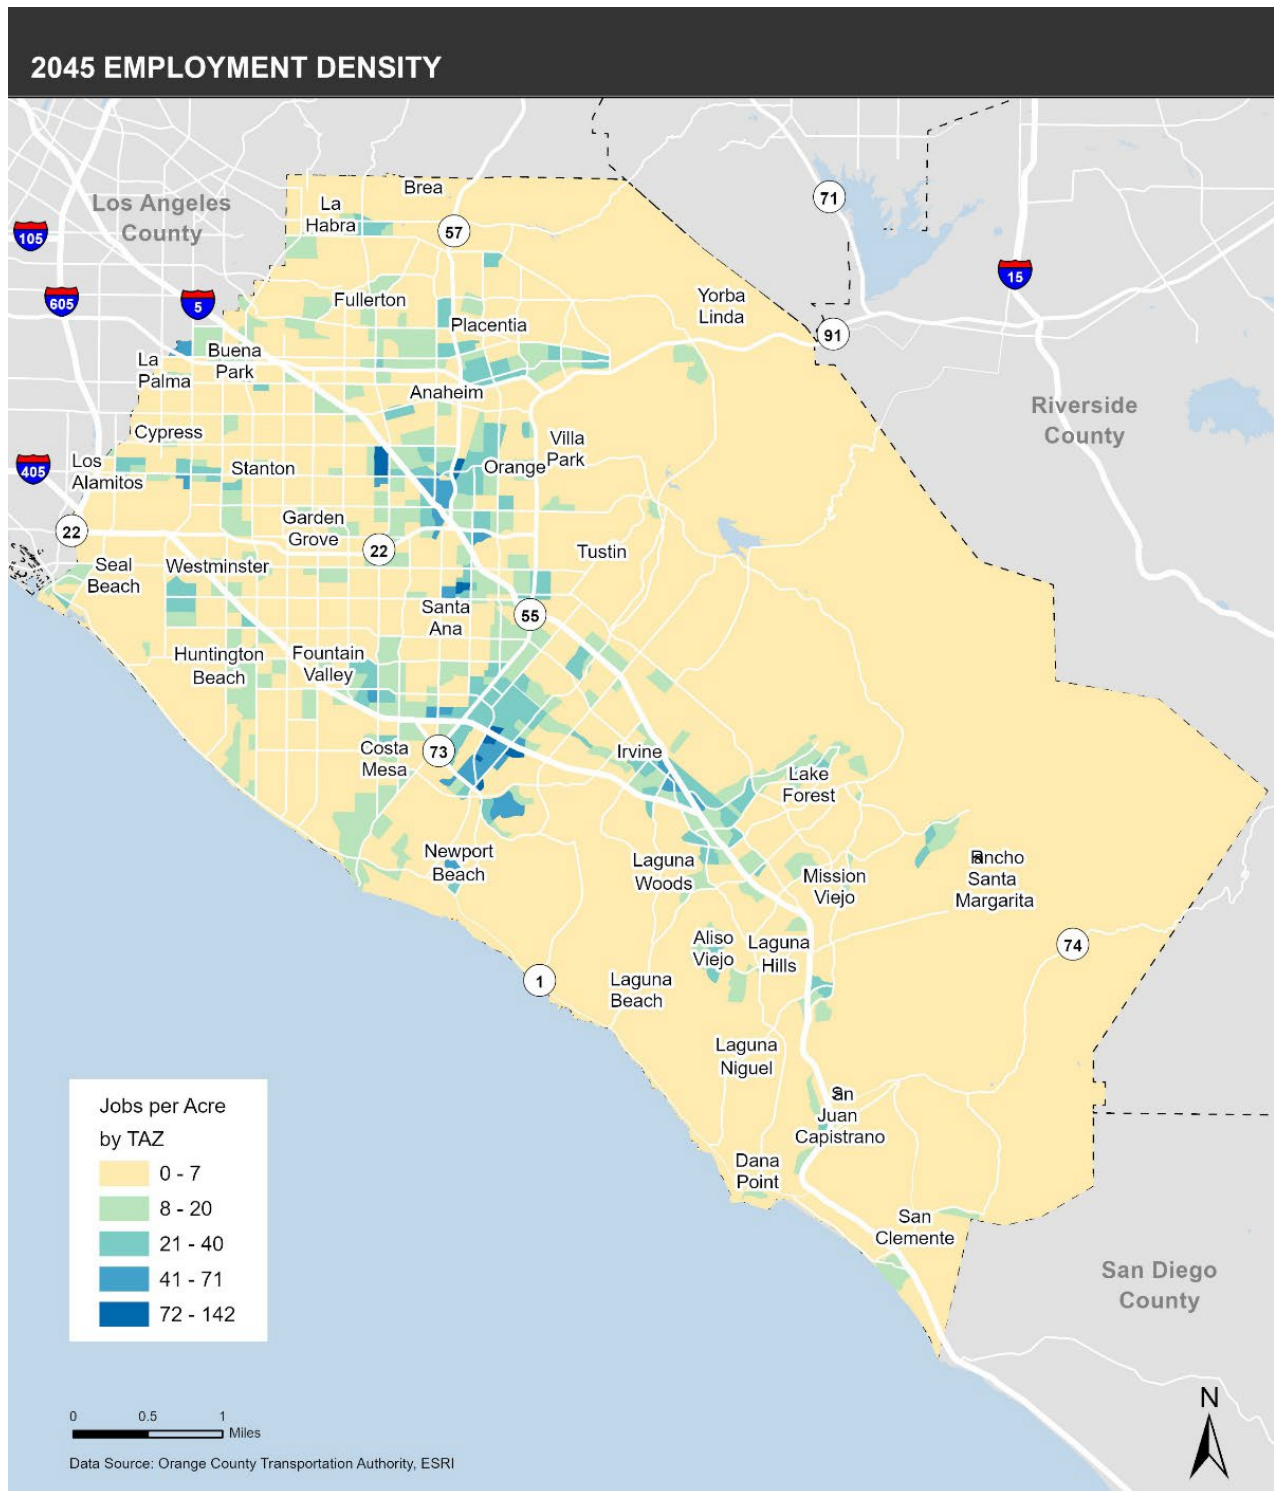 2045 EMPLOYMENT DENSITY
Brea
La
Habra
Los Angeles
County
71
57
105
15
605
5
Fullerton
Yorba
Linda
Placentia
91
La
Palma
Buena
Park
Anaheim
Riverside
County
Cypress
Villa
Park
Los
Alamitos
Stanton
Orange
405
22
Garden
Grove
22
Tustin
Seal
Beach
Westminster
Santa
Ana
55
Huntington
Beach
Fountain
Valley
Costa
Mesa
73
Irvine
Lake
Forest
Newport
Beach
Laguna
Woods
Mission
Viejo
Rancho
Santa
Margarita
Aliso
Viejo
Laguna
Hills
74
1
Laguna
Beach
Laguna
Niguel
San
Juan
Capistrano
Dana
Point
San
Clemente
San Diego
County
Jobs per Acre
by TAZ
0 - 7
8 - 20
21 - 40
41 - 71
72 - 142
0 0.5 1
Miles
N
Data Source: Orange County Transportation Authority, ESRI